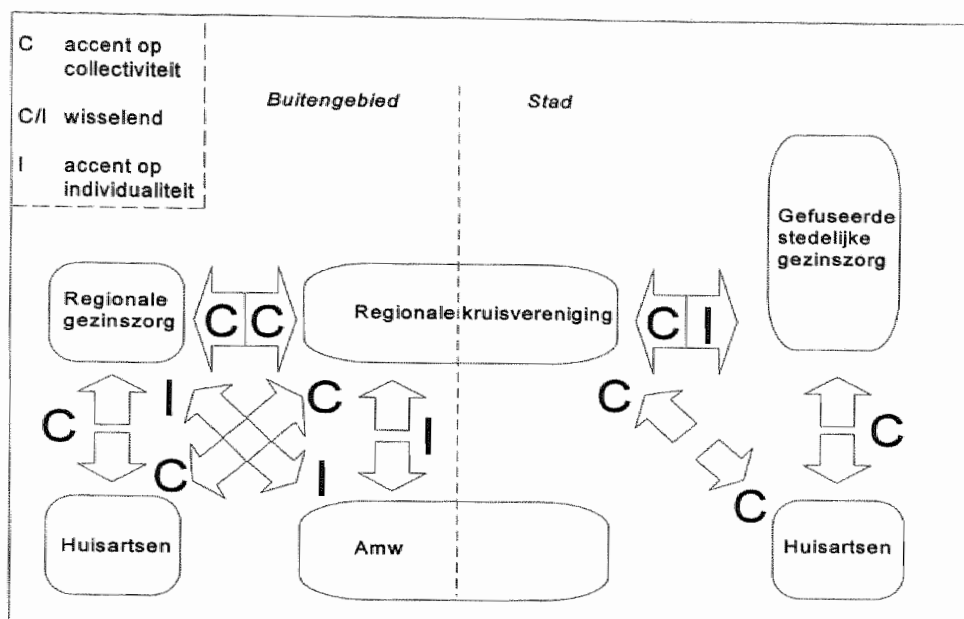 C accent op
collectiviteit
C/I wisselend
I accent op
individualiteit
Buitengebied
Stad
Gefuseerde
stedelijke
gezinszorg
Regionale
gezinszorg
C C
Regionale kruisvereniging
C I
C
I
C
I
C
C
I
C
C
Huisartsen
Amw
Huisartsen